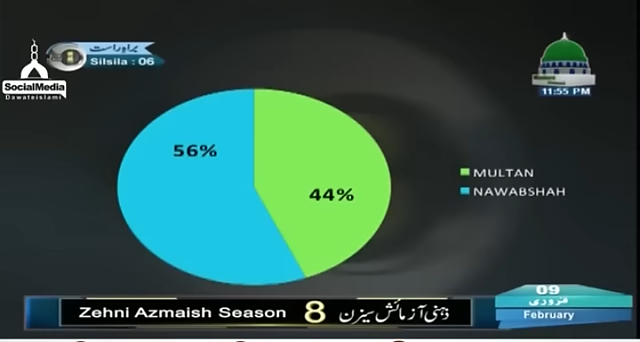 براہِ راست
Silsila : 06
SocialMedia
Dawateislami
11:55 PM
56%
44%
MULTAN
NAWABSHAH
Zehni Azmaish Season 8 ذہنی آزمائش سیزن
09
فروری
February